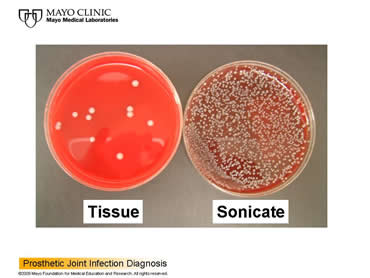 MAYO CLINIC
Mayo Medical Laboratories
Tissue
Sonicate
Prosthetic Joint Infection Diagnosis
©2009 Mayo Foundation for Medical Education and Research. All rights reserved.